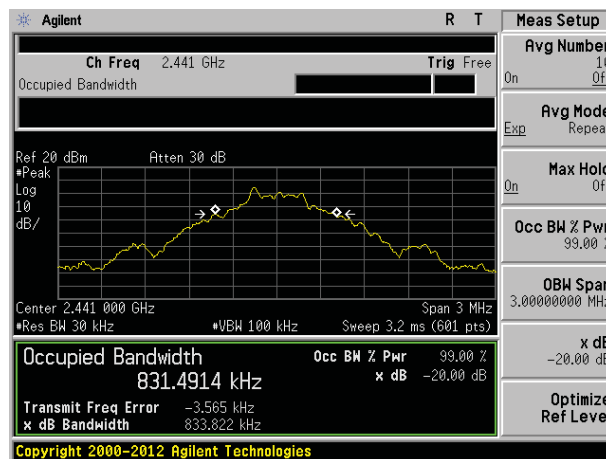 Agilent R T Meas Setup
Ch Freq 2.441 GHz Trig Free
Occupied Bandwidth
Avg Number
On
Avg Mode
Exp
Ref 20 dBm Atten 30 dB
#Peak
Log
10
dB/
Max Hold
On
Occ BW % Pwr
99.00 %
Center 2.441 000 GHz Span 3 MHz
#Res BW 30 kHz #VBW 100 kHz Sweep 3.2 ms (601 pts)
OBW Span
3.00000000
Occupied Bandwidth Occ BW % Pwr 99.00 %
831.4914 kHz x dB -20.00 dB
Transmit Freq Error -3.565 kHz
x dB Bandwidth 833.822 kHz
x dB
-20.00 dB
Optimize
Ref Level
Copyright 2000-2012 Agilent Technologies